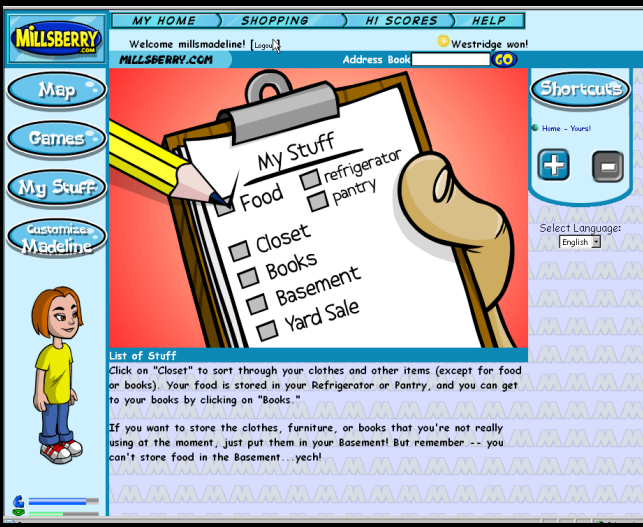 MILLSBERRY
.COM
MY HOME
SHOPPING
HI SCORES
HELP
Welcome millsmadeline! [Logou
Westridge won!
MILLSBERRY.COM
Address Book
GO
Map
Games
My Stuff
Customize
Madeline
My Stuff
Food
refrigerator
pantry
Closet
Books
Basement
Yard Sale
Shortcuts
Home - Yours!
Select Language:
English
List of Stuff
Click on "Closet" to sort through your clothes and other items (except for food
or books). Your food is stored in your Refrigerator or Pantry, and you can get
to your books by clicking on "Books."
If you want to store the clothes, furniture, or books that you're not really
using at the moment, just put them in your Basement! But remember -- you
can't store food in the Basement...yech!